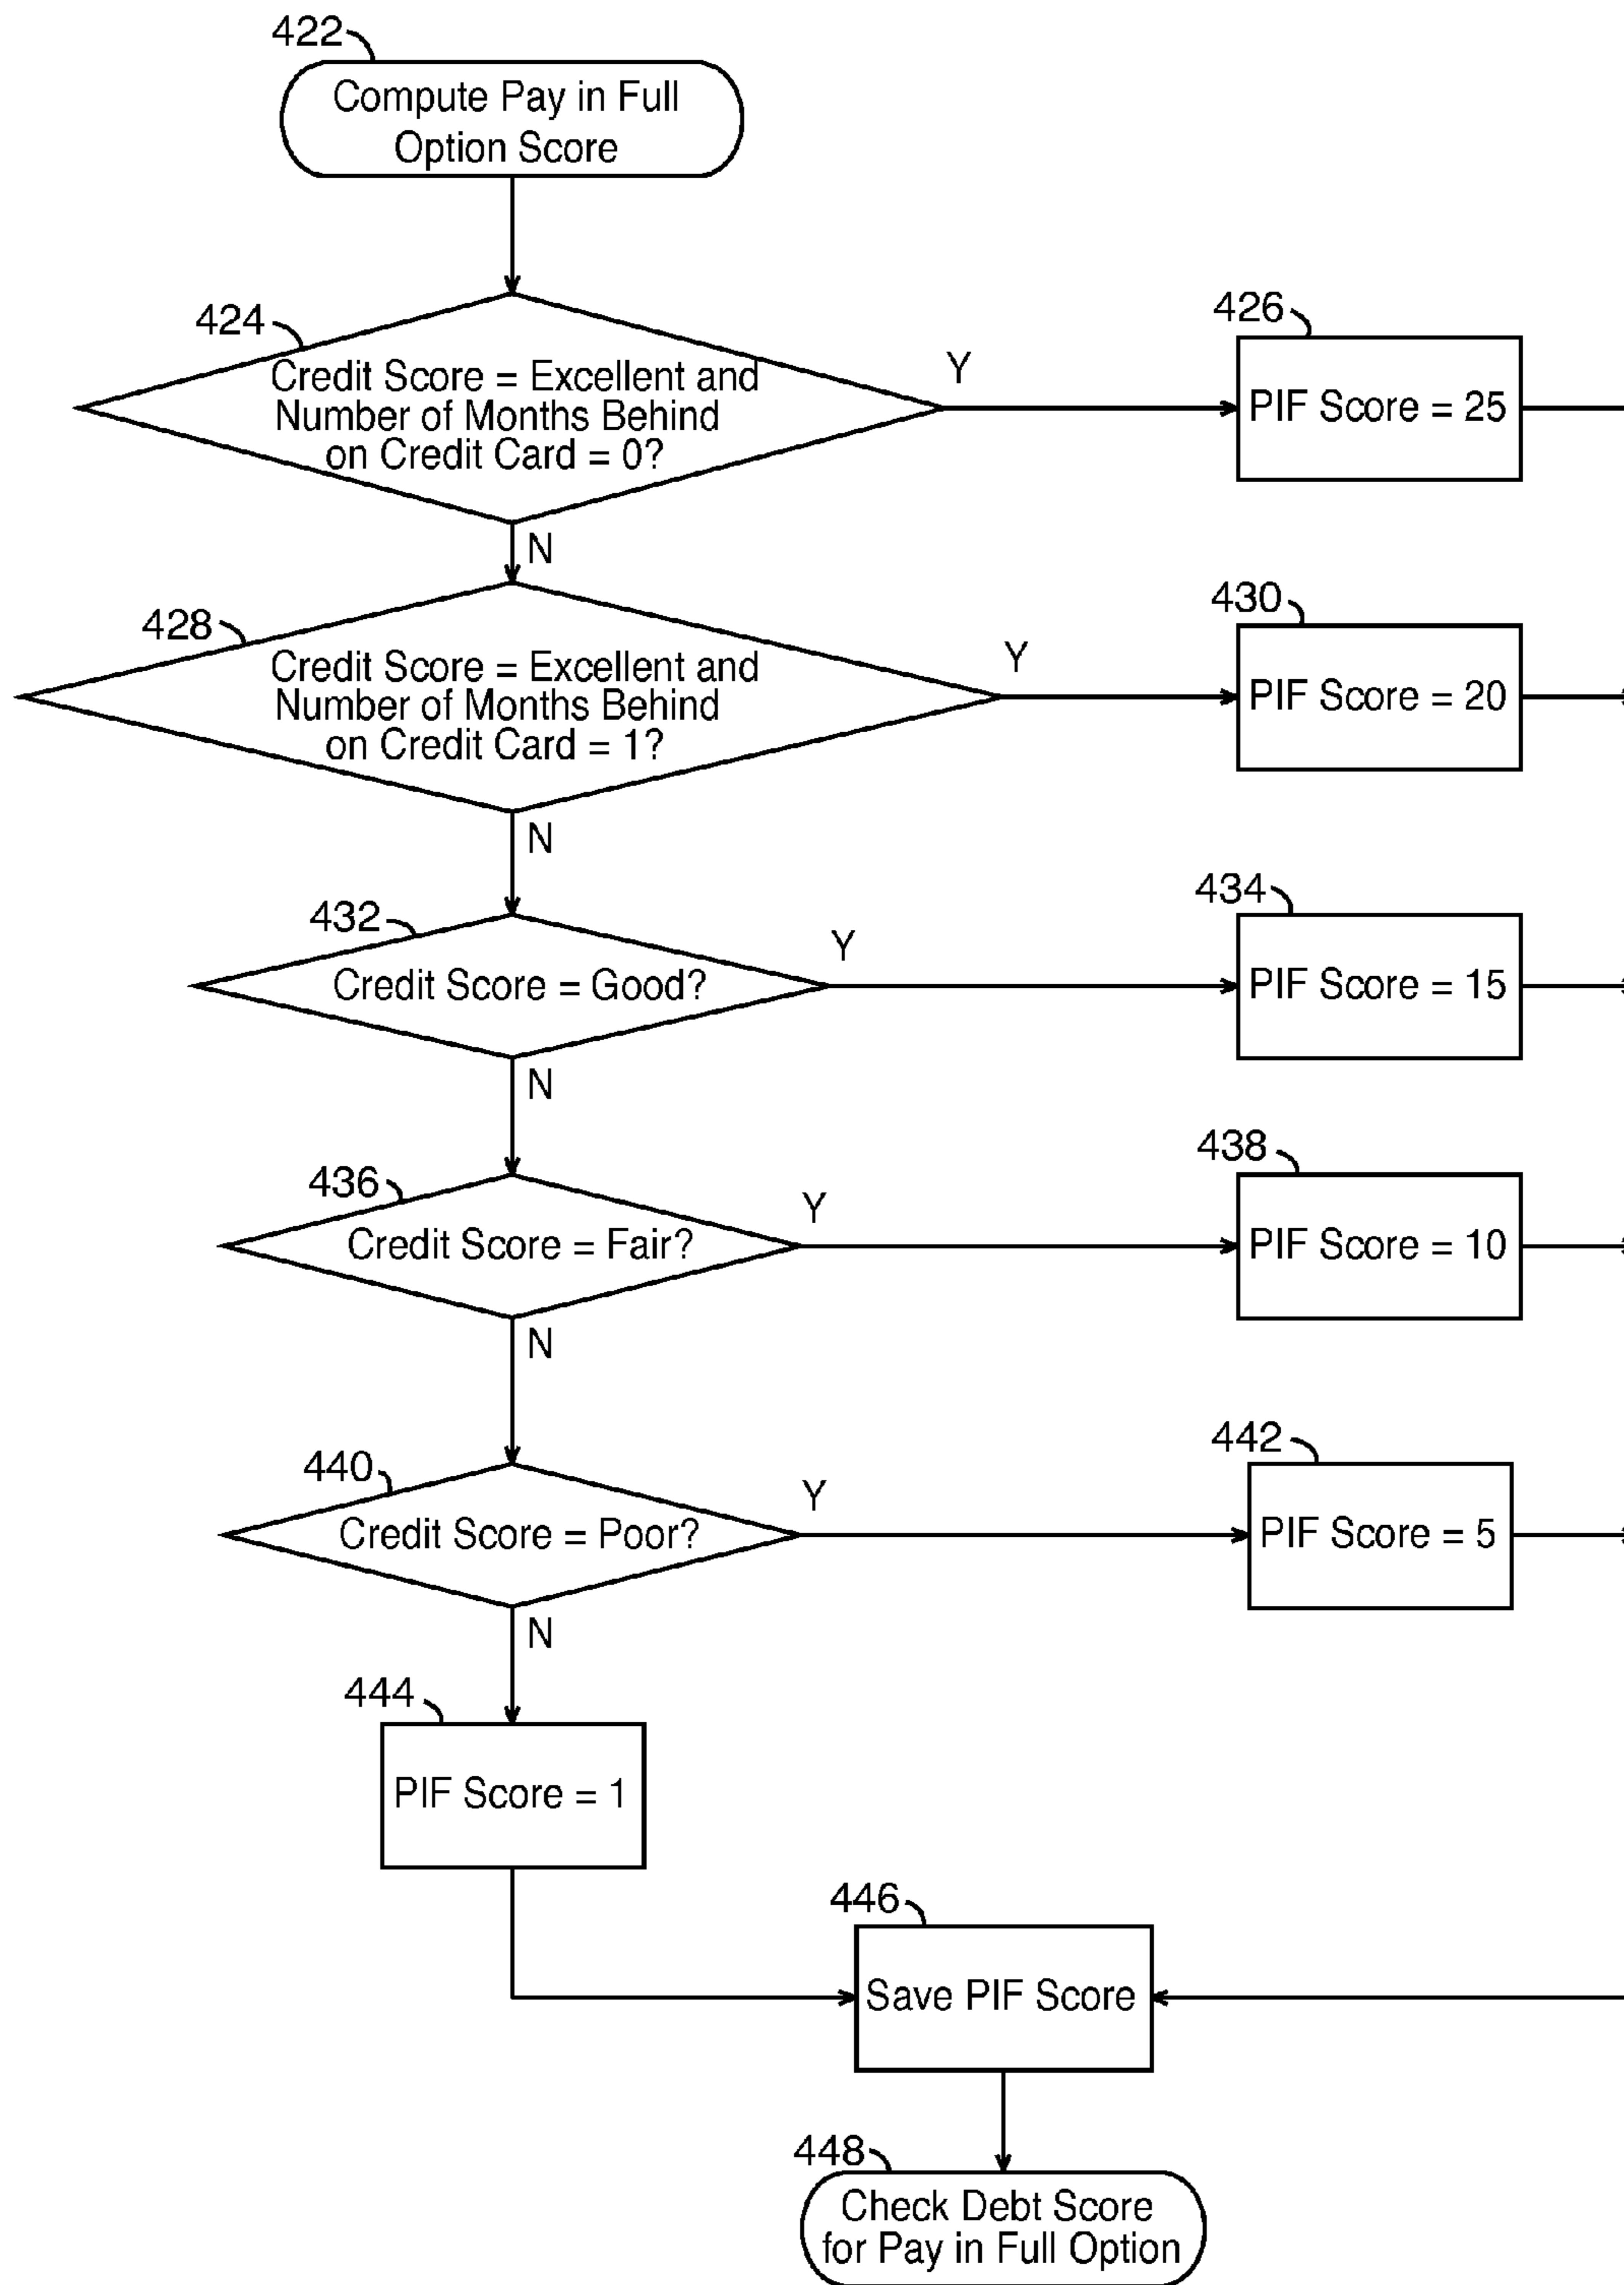 422
Compute Pay in Full
Option Score
424
Credit Score = Excellent and
Number of Months Behind
on Credit Card = 0?
Y
426
PIF Score = 25
N
428
Credit Score = Excellent and
Number of Months Behind
on Credit Card = 1?
Y
430
PIF Score = 20
N
432
Credit Score = Good?
Y
434
PIF Score = 15
N
436
Credit Score = Fair?
Y
438
PIF Score = 10
N
440
Credit Score = Poor?
Y
442
PIF Score = 5
N
444
PIF Score = 1
446
Save PIF Score
448
Check Debt Score
for Pay in Full Option